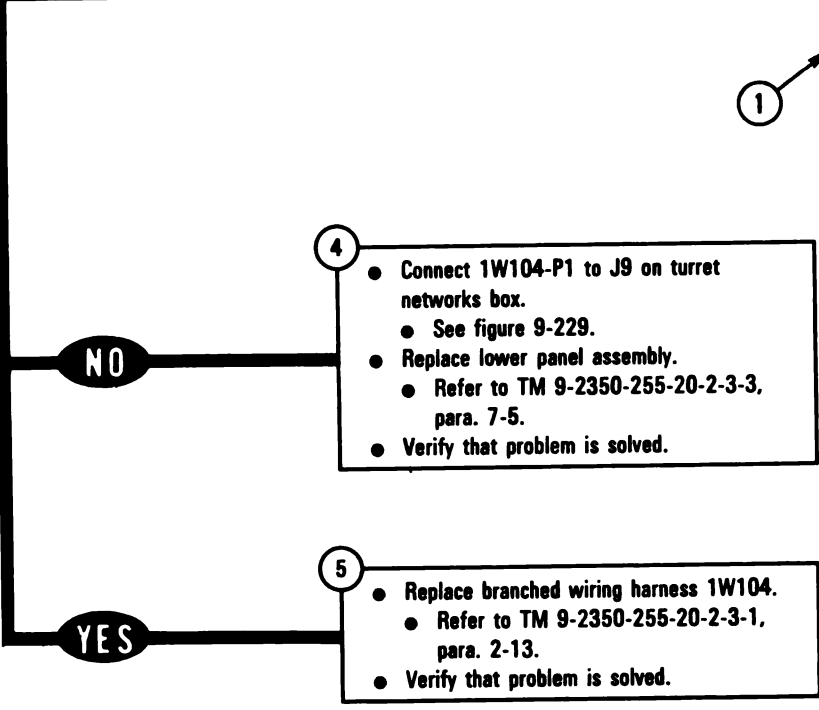 1
4
● Connect 1W104-P1 to J9 on turret
networks box.
● See figure 9-229.
● Replace lower panel assembly.
● Refer to TM 9-2350-255-20-2-3-3,
para. 7-5.
● Verify that problem is solved.
NO
5
● Replace branched wiring harness 1W104.
● Refer to TM 9-2350-255-20-2-3-1,
para. 2-13.
● Verify that problem is solved.
YES